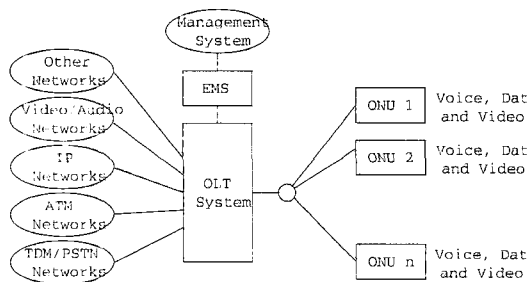 Management
System
EMS
Other
Networks
Video/Audio
Networks
IP
Networks
ATM
Networks
TDM/PSTN
Networks
OLT
System
ONU 1
Voice, Dat
and Video
ONU 2
Voice, Dat
and Video
ONU n
Voice, Dat
and Video